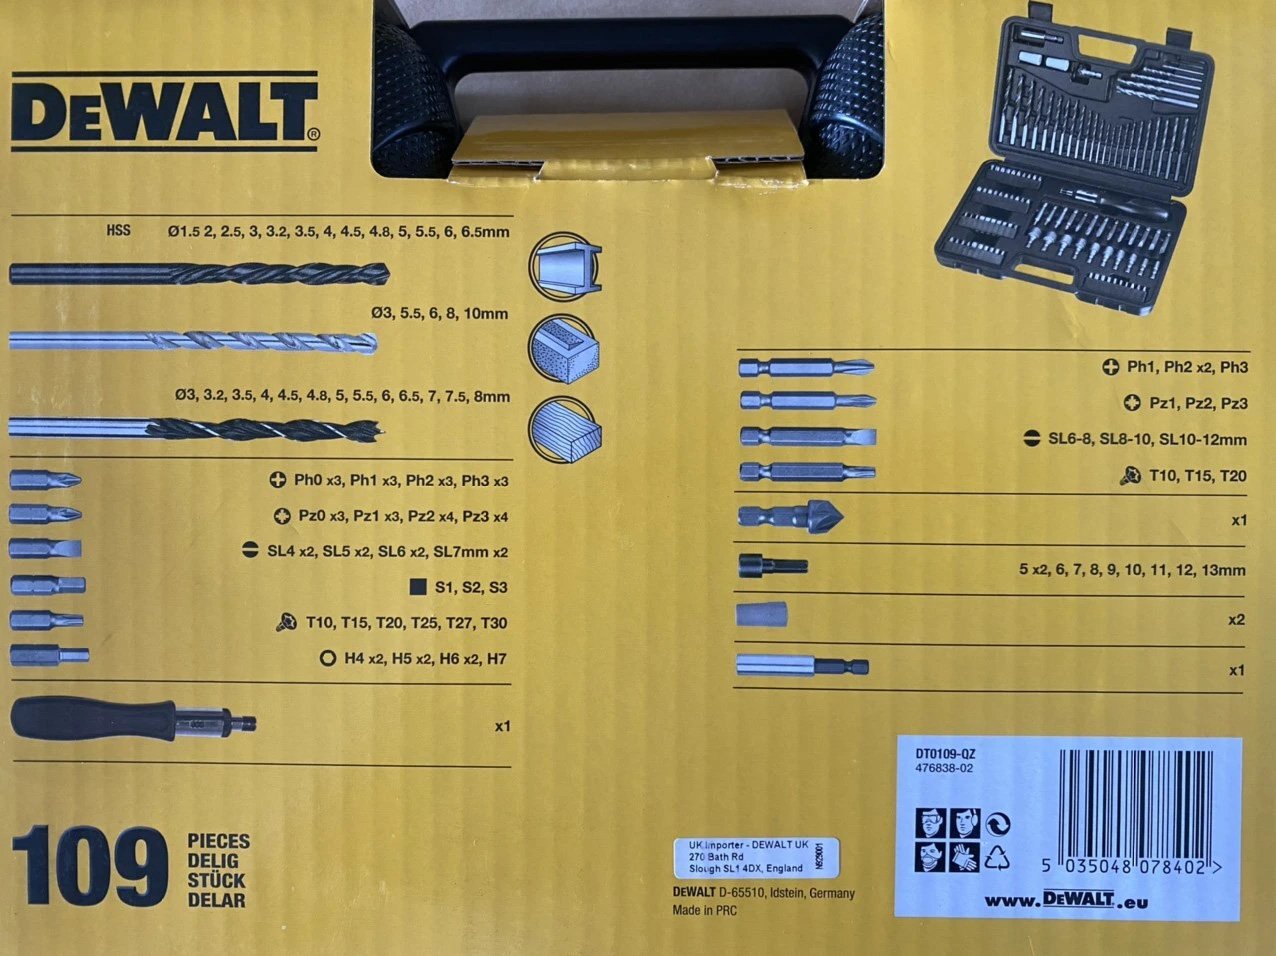 DEWALT®
HSS Ø1.5 2, 2.5, 3, 3.2, 3.5, 4, 4.5, 4.8, 5, 5.5, 6, 6.5mm
Ø3, 5.5, 6, 8, 10mm
Ø3, 3.2, 3.5, 4, 4.5, 4.8, 5, 5.5, 6, 6.5, 7, 7.5, 8mm
Ph0 x3, Ph1 x3, Ph2 x3, Ph3 x3
Pz0 x3, Pz1 x3, Pz2 x4, Pz3 x4
SL4 x2, SL5 x2, SL6 x2, SL7mm x2
S1, S2, S3
T10, T15, T20, T25, T27, T30
H4 x2, H5 x2, H6 x2, H7
x1
109
PIECES
DELIG
STÜCK
DELAR
Ph1, Ph2 x2, Ph3
Pz1, Pz2, Pz3
SL6-8, SL8-10, SL10-12mm
T10, T15, T20
x1
5 x2, 6, 7, 8, 9, 10, 11, 12, 13mm
x2
x1
UK Importer - DEWALT UK
270 Bath Rd
Slough SL1 4DX, England
N929001
DEWALT D-65510, Idstein, Germany
Made in PRC
DT0109-QZ
476838-02
5 035048 078402 >
www.DEWALT.eu